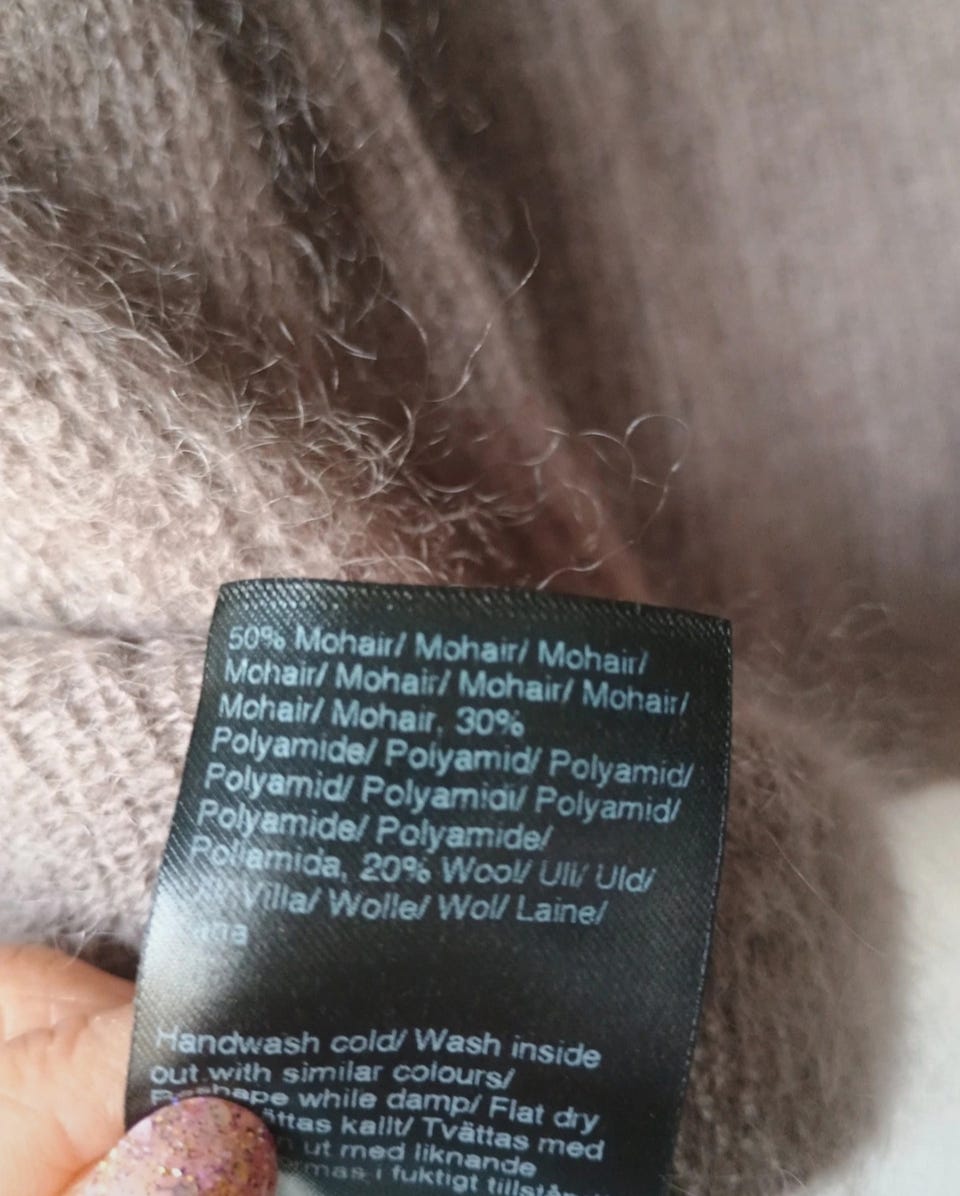 50% Mohair/ Mohair/ Mohair/
Mohair/ Mohair/ Mohair/ Mohair/
Mohair/ Mohair, 30%
Polyamide/ Polyamid/ Polyamid/
Polyamid/ Polyamidi/ Polyamid/
Polyamide/ Polyamide/
Poliamida, 20% Wool/ Ull/ Uld/
Villa/ Wolle/ Wol/ Laine/
Handwash cold/ Wash inside
out with similar colours/
Reshape while damp/ Flat dry
kallt/ Tvättas med
ut med liknande
i fuktigt